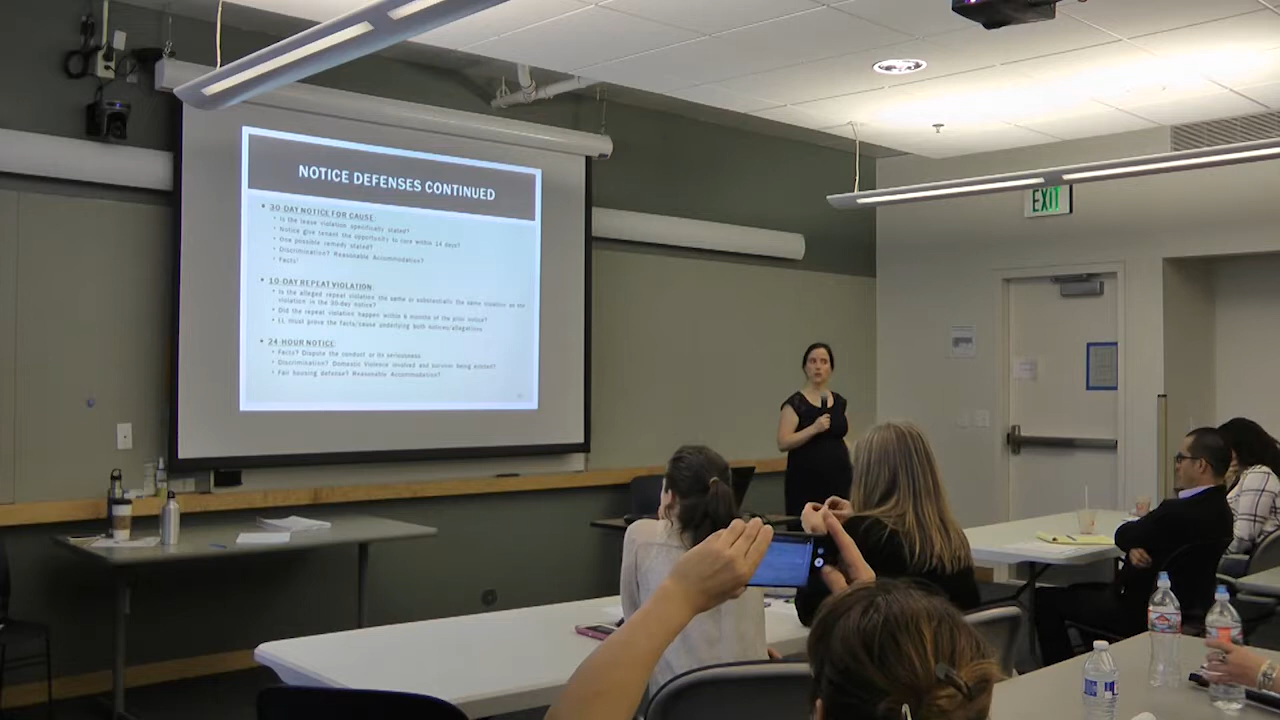 NOTICE DEFENSES CONTINUED
30-DAY NOTICE FOR CAUSE:
Is the lease violation specifically stated?
Notice give tenant the opportunity to cure within 14 days?
One possible remedy stated?
Discrimination? Reasonable Accommodation?
Facts!
10-DAY REPEAT VIOLATION:
Is the alleged repeat violation the same or substantially the same violation as the
violation in the 30-day notice?
Did the repeat violation happen within 6 months of the prior notice?
LL must prove the facts/cause underlying both notices/allegations
24-HOUR NOTICE:
Facts? Dispute the conduct or its seriousness
Discrimination? Domestic Violence involved and survivor being evicted?
Fair housing defense? Reasonable Accommodation?
EXIT